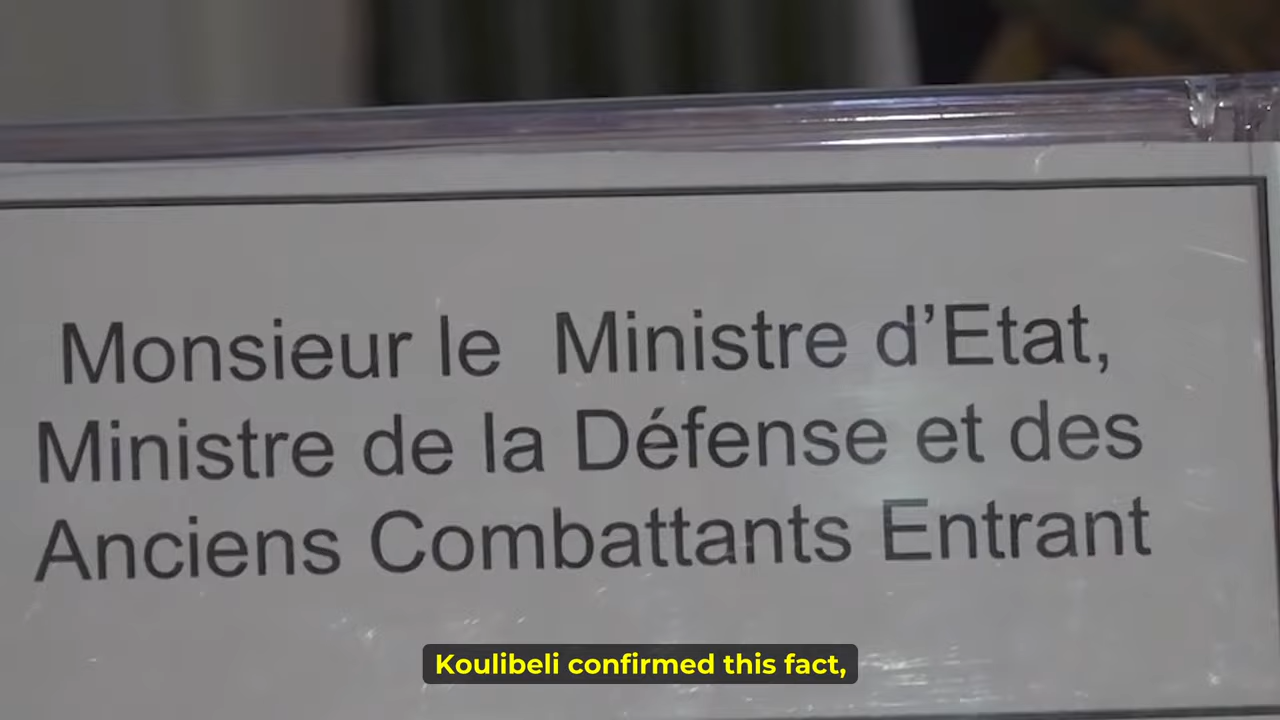 Monsieur le Ministre d'Etat,
Ministre de la Défense et des
Anciens Combattants Entrant
Koulibeli confirmed this fact,